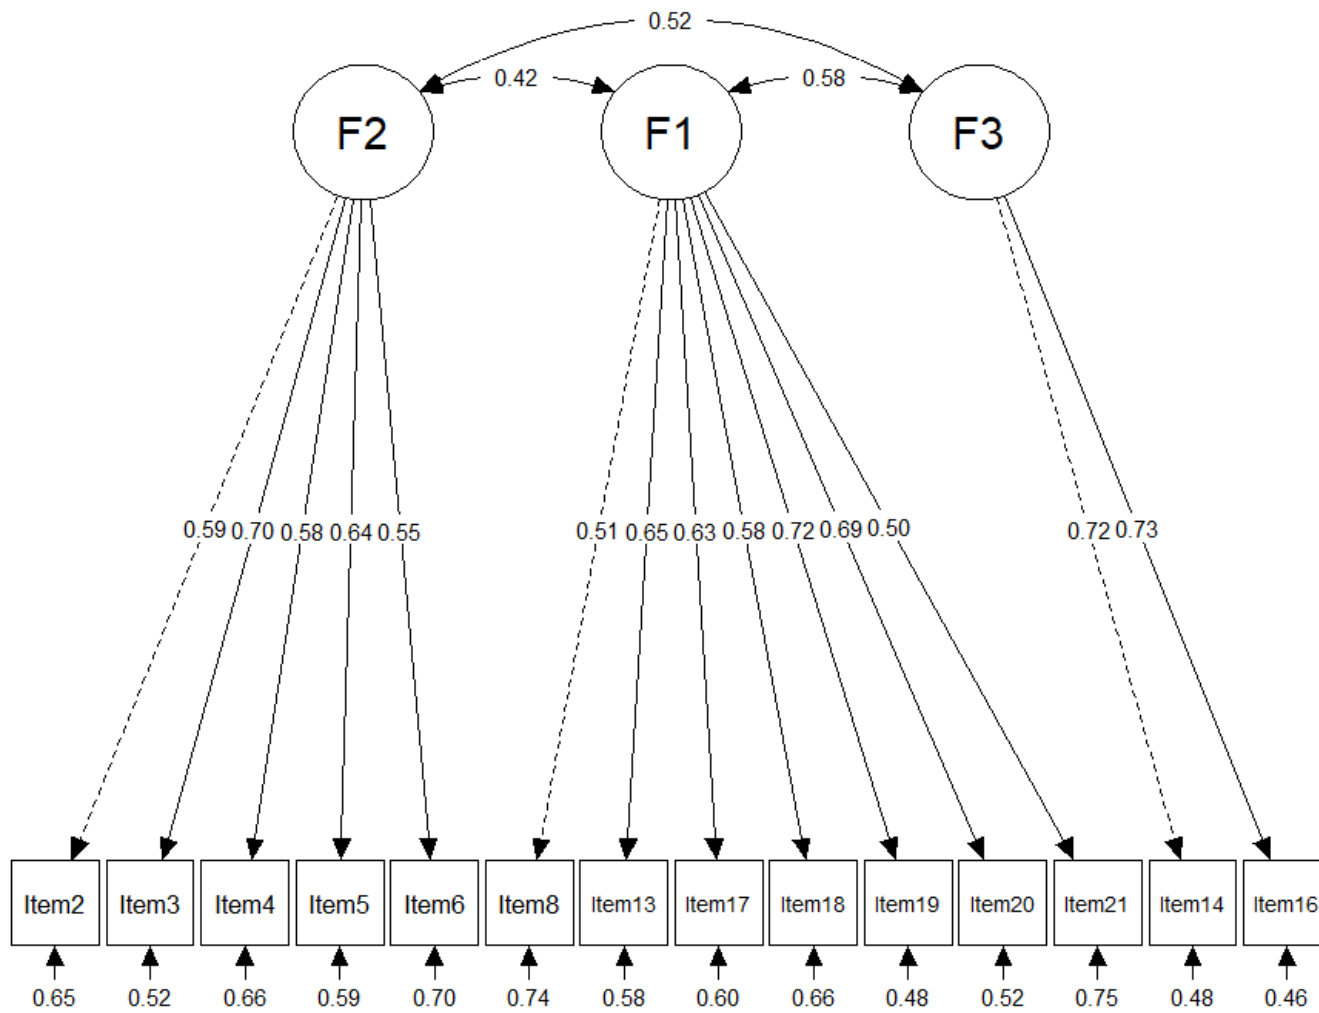 0.52
0.42 0.58
F2 F1 F3
0.59 0.70 0.58 0.64 0.55 0.51 0.65 0.63 0.58 0.72 0.69 0.50 0.72 0.73
Item2 Item3 Item4 Item5 Item6 Item8 Item13 Item17 Item18 Item19 Item20 Item21 Item14 Item16
0.65 0.52 0.66 0.59 0.70 0.74 0.58 0.60 0.66 0.48 0.52 0.75 0.48 0.46